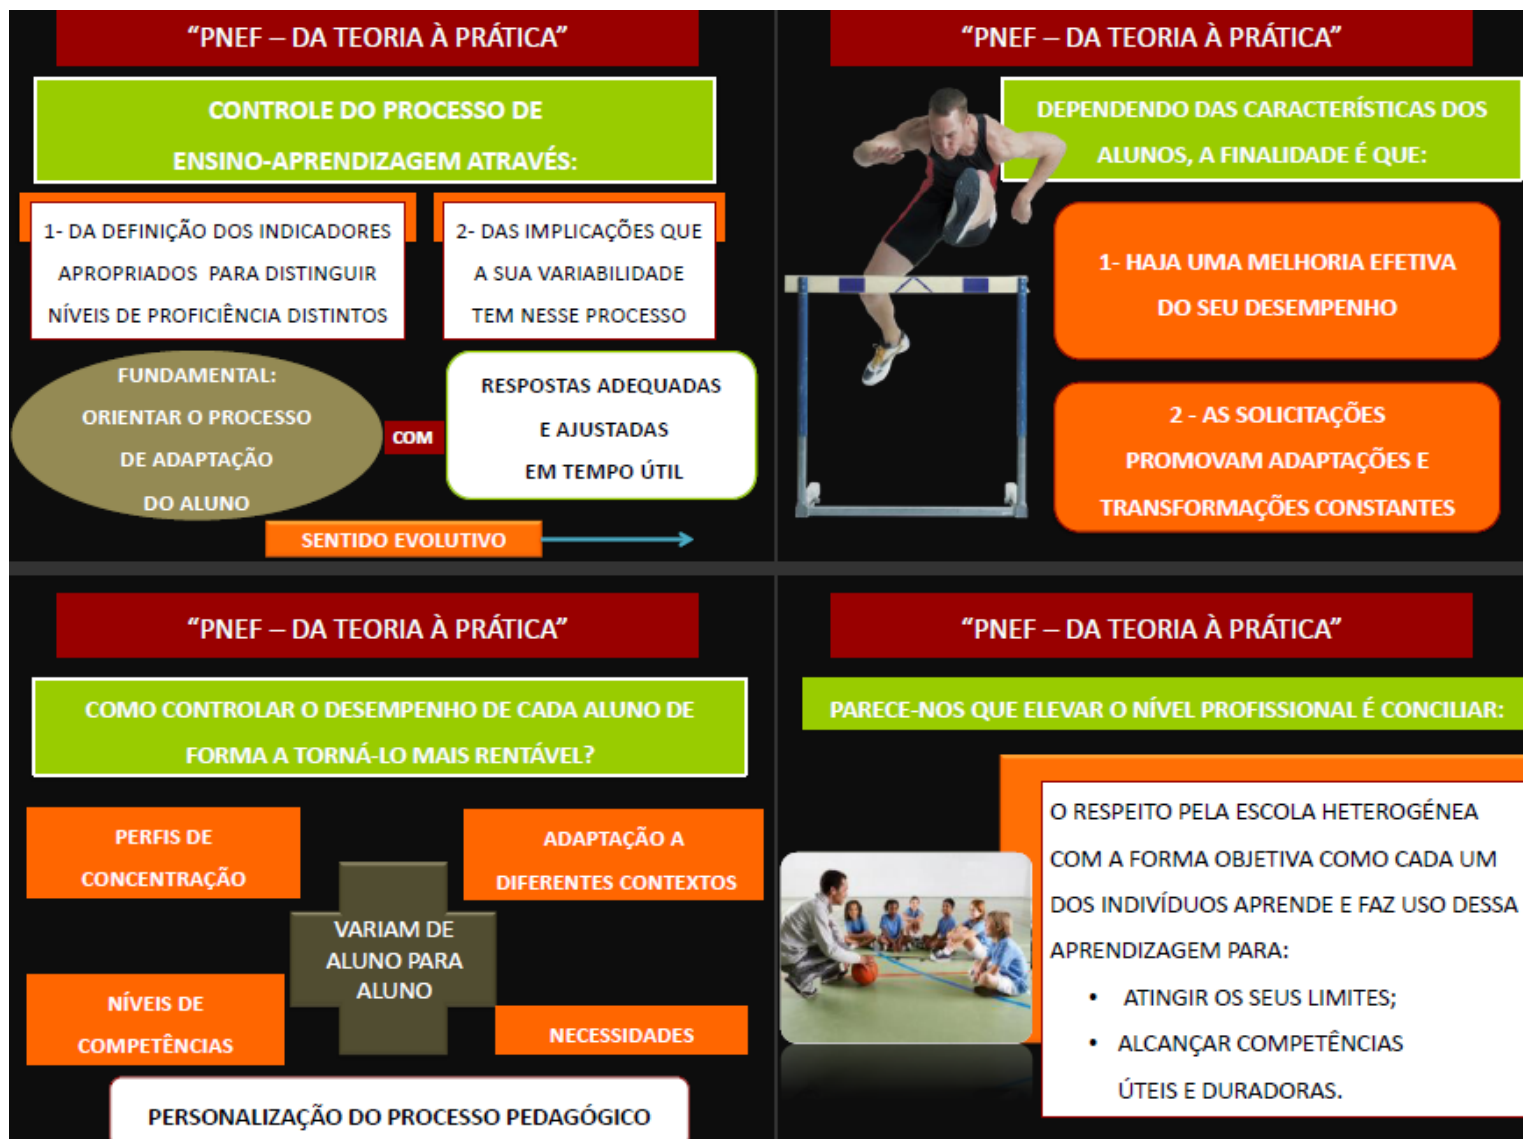 “PNEF – DA TEORIA À PRÁTICA”
CONTROLE DO PROCESSO DE
ENSINO-APRENDIZAGEM ATRAVÉS:
1- DA DEFINIÇÃO DOS INDICADORES
APROPRIADOS PARA DISTINGUIR
NÍVEIS DE PROFICIÊNCIA DISTINTOS
2- DAS IMPLICAÇÕES QUE
A SUA VARIABILIDADE
TEM NESSE PROCESSO
FUNDAMENTAL:
ORIENTAR O PROCESSO
DE ADAPTAÇÃO
DO ALUNO
COM
RESPOSTAS ADEQUADAS
E AJUSTADAS
EM TEMPO ÚTIL
SENTIDO EVOLUTIVO
“PNEF – DA TEORIA À PRÁTICA”
DEPENDENDO DAS CARACTERÍSTICAS DOS
ALUNOS, A FINALIDADE É QUE:
1- HAJA UMA MELHORIA EFETIVA
DO SEU DESEMPENHO
2 - AS SOLICITAÇÕES
PROMOVAM ADAPTAÇÕES E
TRANSFORMAÇÕES CONSTANTES
“PNEF – DA TEORIA À PRÁTICA”
COMO CONTROLAR O DESEMPENHO DE CADA ALUNO DE
FORMA A TORNÁ-LO MAIS RENTÁVEL?
PERFIS DE
CONCENTRAÇÃO
ADAPTAÇÃO A
DIFERENTES CONTEXTOS
VARIAM DE
ALUNO PARA
ALUNO
NÍVEIS DE
COMPETÊNCIAS
NECESSIDADES
PERSONALIZAÇÃO DO PROCESSO PEDAGÓGICO
“PNEF – DA TEORIA À PRÁTICA”
PARECE-NOS QUE ELEVAR O NÍVEL PROFISSIONAL É CONCILIAR:
O RESPEITO PELA ESCOLA HETEROGÉNEA
COM A FORMA OBJETIVA COMO CADA UM
DOS INDIVÍDUOS APRENDE E FAZ USO DESSA
APRENDIZAGEM PARA:
• ATINGIR OS SEUS LIMITES;
• ALCANÇAR COMPETÊNCIAS
ÚTEIS E DURADORAS.